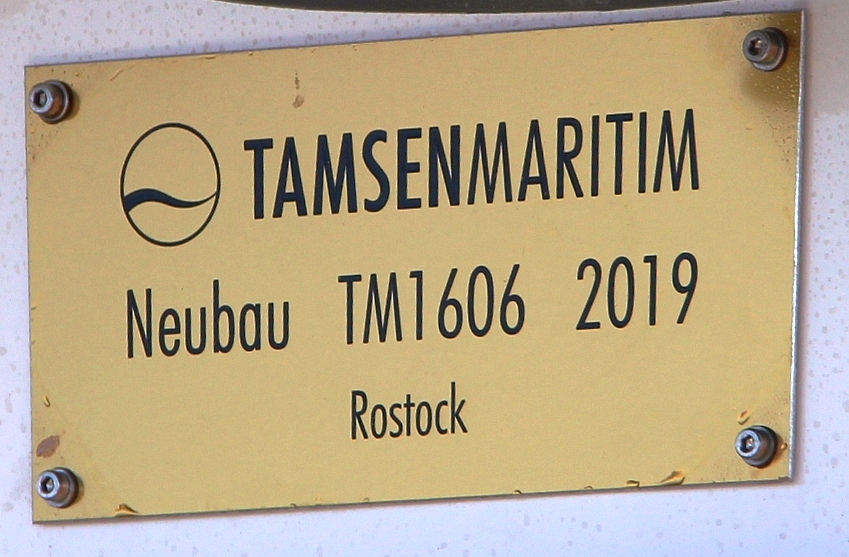 TAMSENMARITIM
Neubau TM1606 2019
Rostock